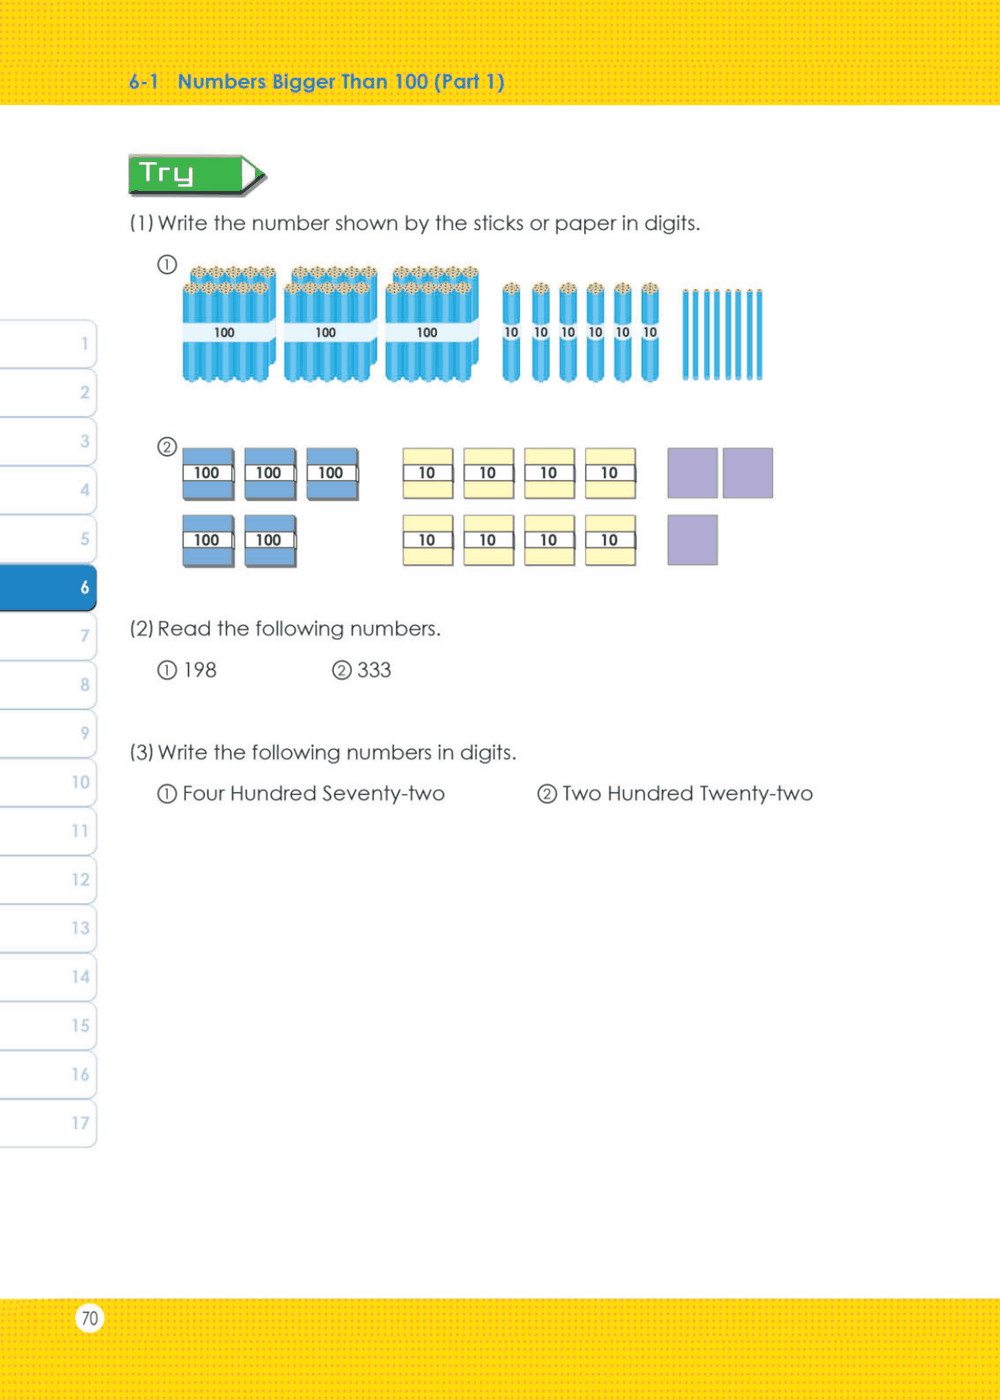 6-1 Numbers Bigger Than 100 (Part 1)
Try
(1) Write the number shown by the sticks or paper in digits.
①
100 100 100 10 10 10 10 10 10
②
100 100 100 10 10 10 10
100 100 10 10 10 10
(2) Read the following numbers.
① 198 ② 333
(3) Write the following numbers in digits.
① Four Hundred Seventy-two ② Two Hundred Twenty-two
1
2
3
4
5
6
7
8
9
10
11
12
13
14
15
16
17
70